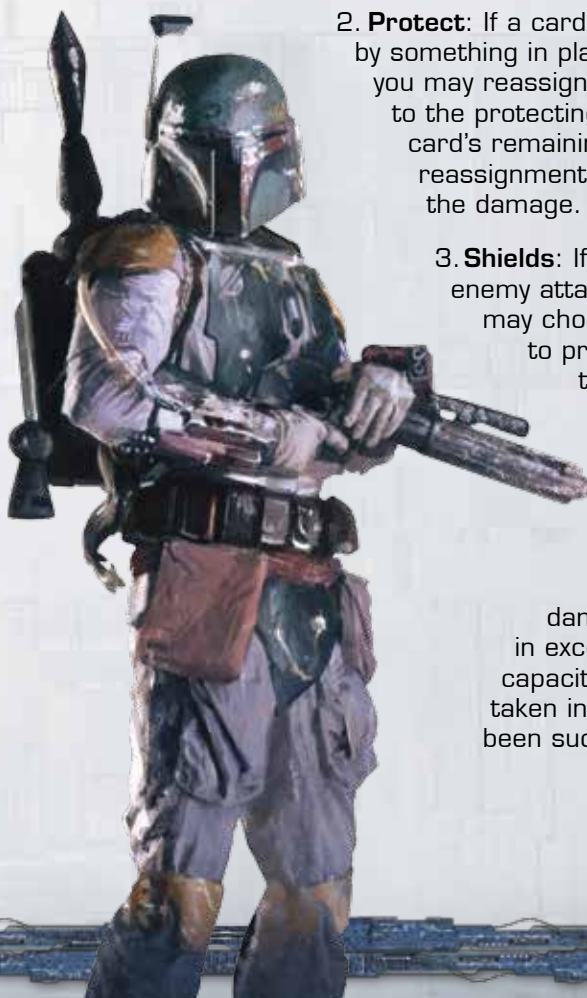 2. Protect: If a card
by something in pla
you may reassign
to the protectin
card's remainin
reassignment
the damage.
3. Shields: If
enemy atta
may cho
to pr
t
dan
in exc
capacit
taken in
been suc